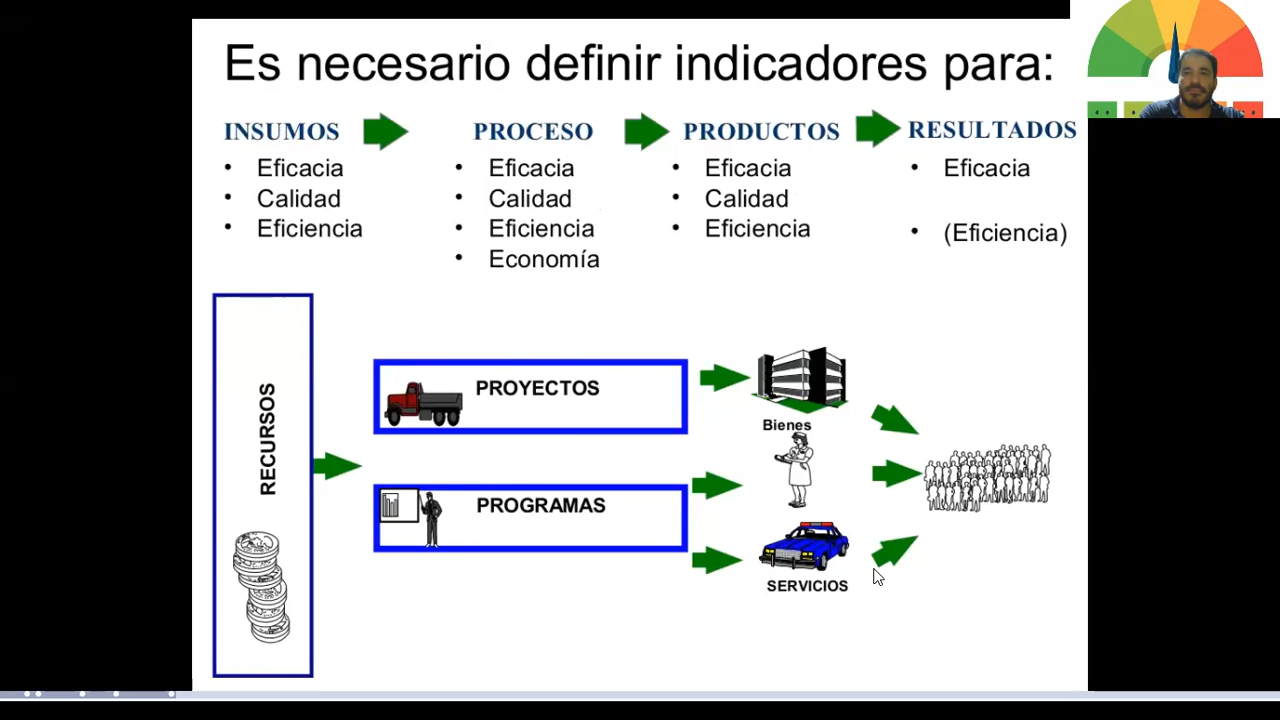 Es necesario definir indicadores para:
INSUMOS
• Eficacia
• Calidad
• Eficiencia
PROCESO
• Eficacia
• Calidad
• Eficiencia
• Economía
PRODUCTOS
• Eficacia
• Calidad
• Eficiencia
RESULTADOS
• Eficacia
• (Eficiencia)
RECURSOS
PROYECTOS
PROGRAMAS
Bienes
SERVICIOS